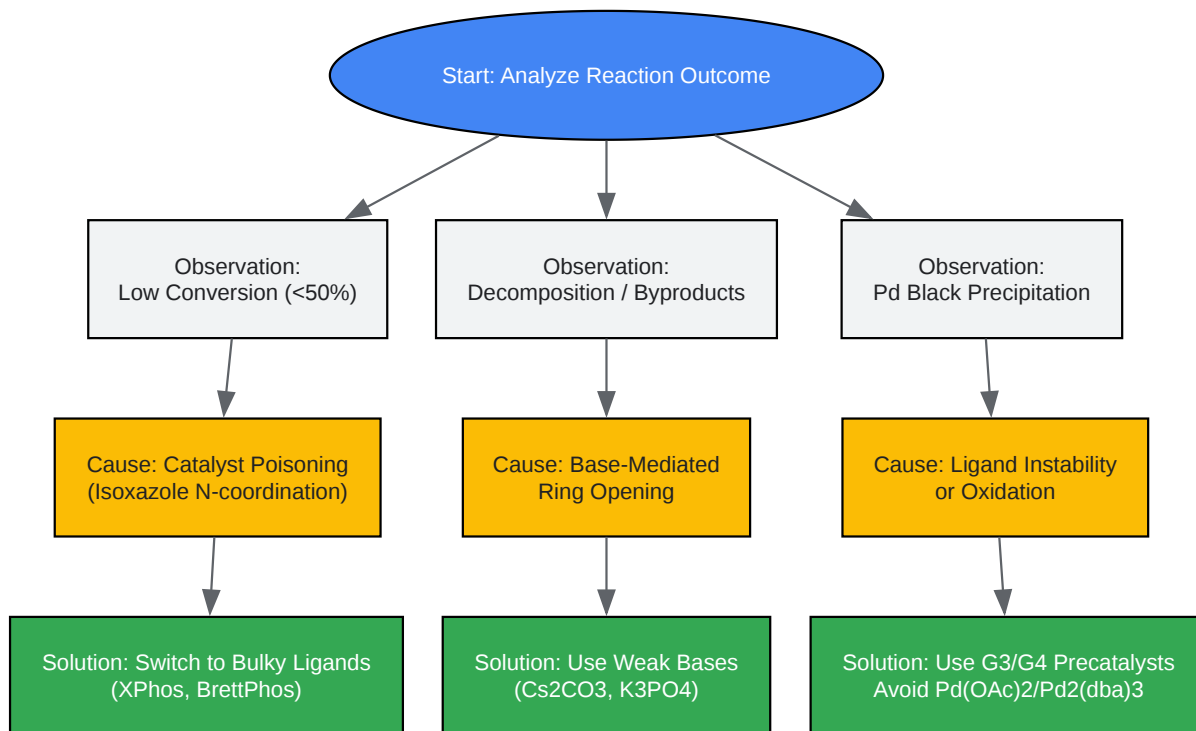 Start: Analyze Reaction Outcome
Observation:
Low Conversion (<50%)
Observation:
Decomposition / Byproducts
Observation:
Pd Black Precipitation
Cause: Catalyst Poisoning
(Isoxazole N-coordination)
Cause: Base-Mediated
Ring Opening
Cause: Ligand Instability
or Oxidation
Solution: Switch to Bulky Ligands
(XPhos, BrettPhos)
Solution: Use Weak Bases
(Cs2CO3, K3PO4)
Solution: Use G3/G4 Precatalysts
Avoid Pd(OAc)2/Pd2(dba)3